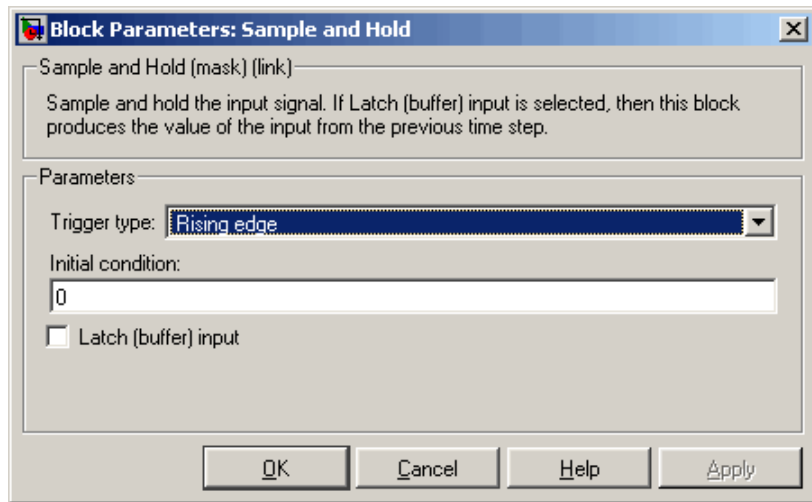 Block Parameters: Sample and Hold
Sample and Hold (mask) (link)
Sample and hold the input signal. If Latch (buffer) input is selected, then this block
produces the value of the input from the previous time step.
Parameters
Trigger type: Rising edge
Initial condition:
0
Latch (buffer) input
OK Cancel Help Apply